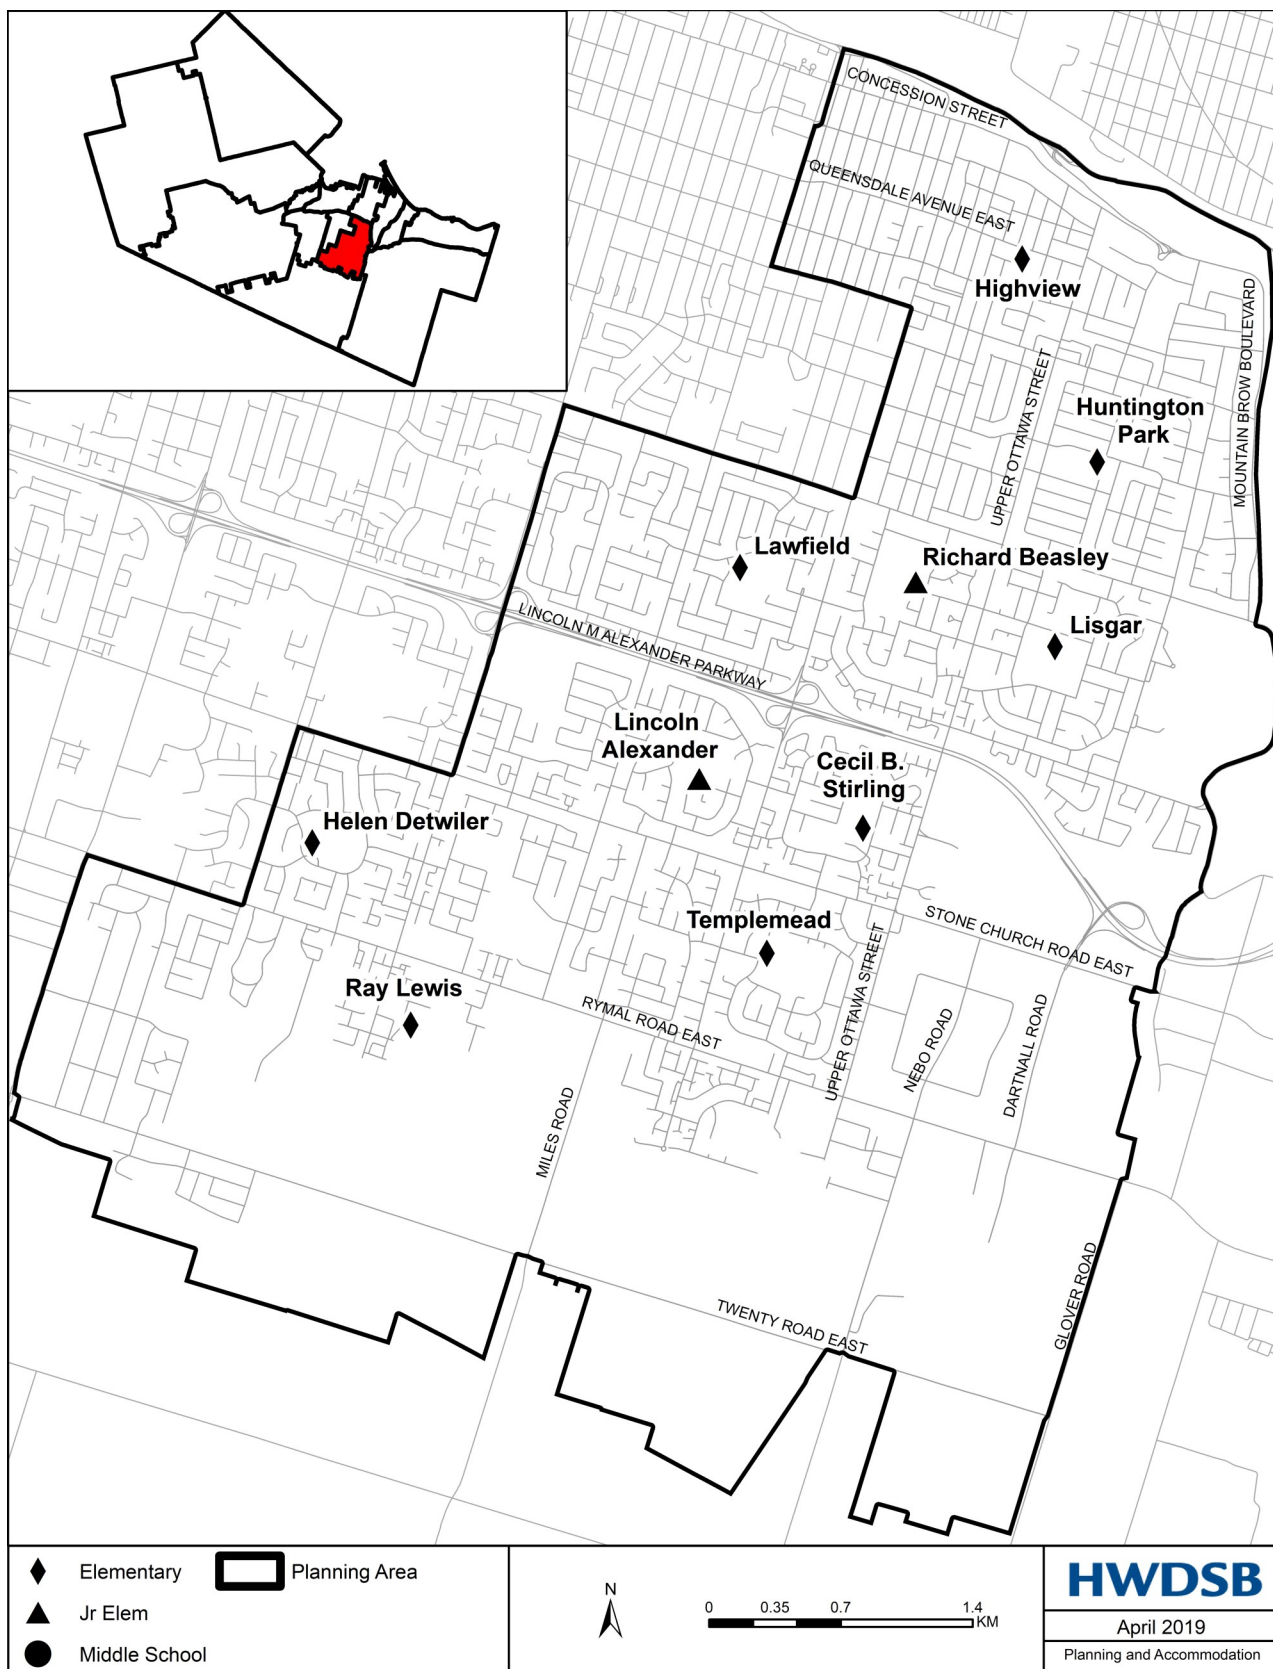 CONCESSION STREET
QUEENSDALE AVENUE EAST
Highview
MOUNTAIN BROW BOULEVARD
UPPER OTTAWA STREET
Huntington
Park
Lawfield
Richard Beasley
LINCOLN M ALEXANDER PARKWAY
Lisgar
Lincoln
Alexander
Cecil B.
Stirling
Helen Detwiler
Templemead
STONE CHURCH ROAD EAST
UPPER OTTAWA STREET
Ray Lewis
RYMAL ROAD EAST
NEBO ROAD
DARTNALL ROAD
MILES ROAD
GLOVER ROAD
TWENTY ROAD EAST
Elementary
Planning Area
Jr Elem
Middle School
N
0 0.35 0.7 1.4
KM
HWDSB
April 2019
Planning and Accommodation